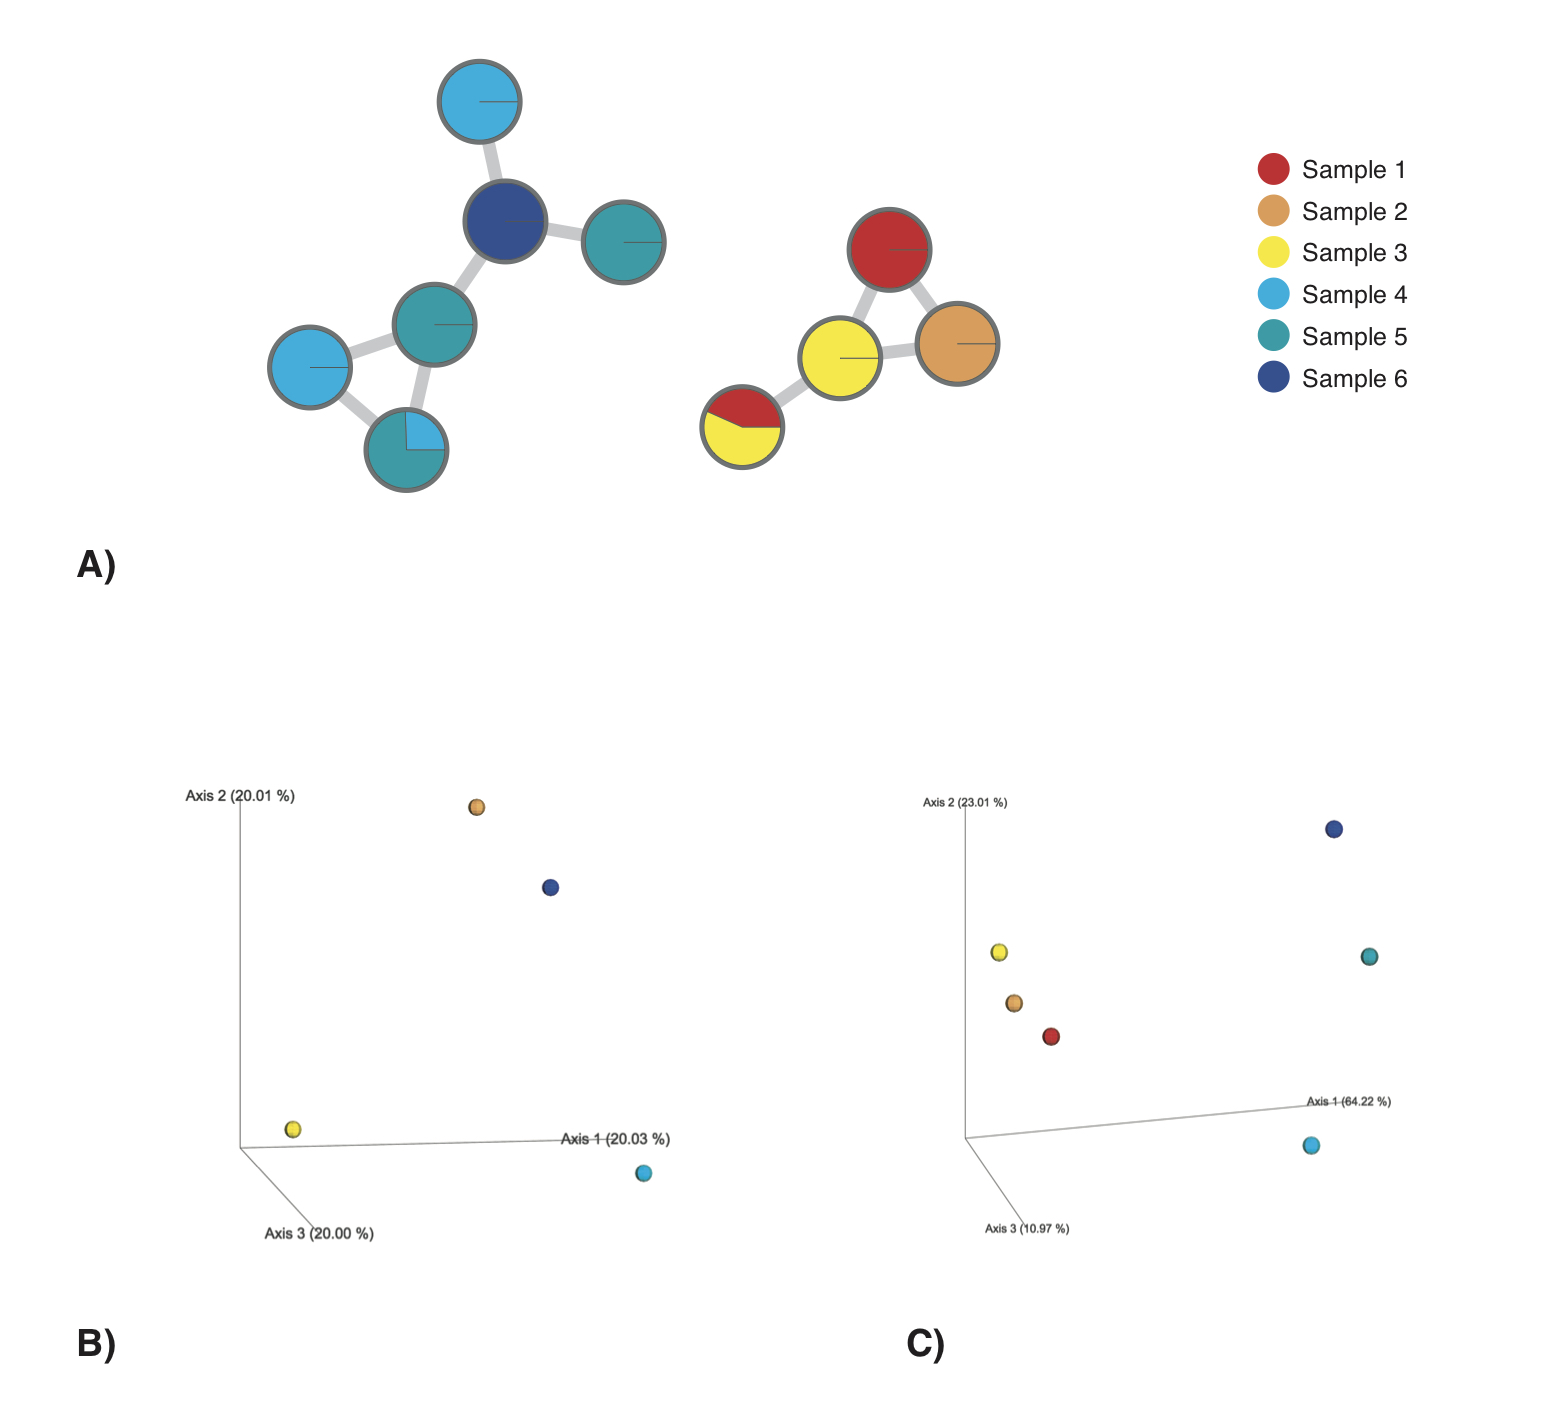 Sample 1
Sample 2
Sample 3
Sample 4
Sample 5
Sample 6
A)
Axis 2 (20.01 %)
Axis 1 (20.03 %)
Axis 3 (20.00 %)
B)
Axis 2 (23.01 %)
Axis 1 (64.22 %)
Axis 3 (10.97 %)
C)